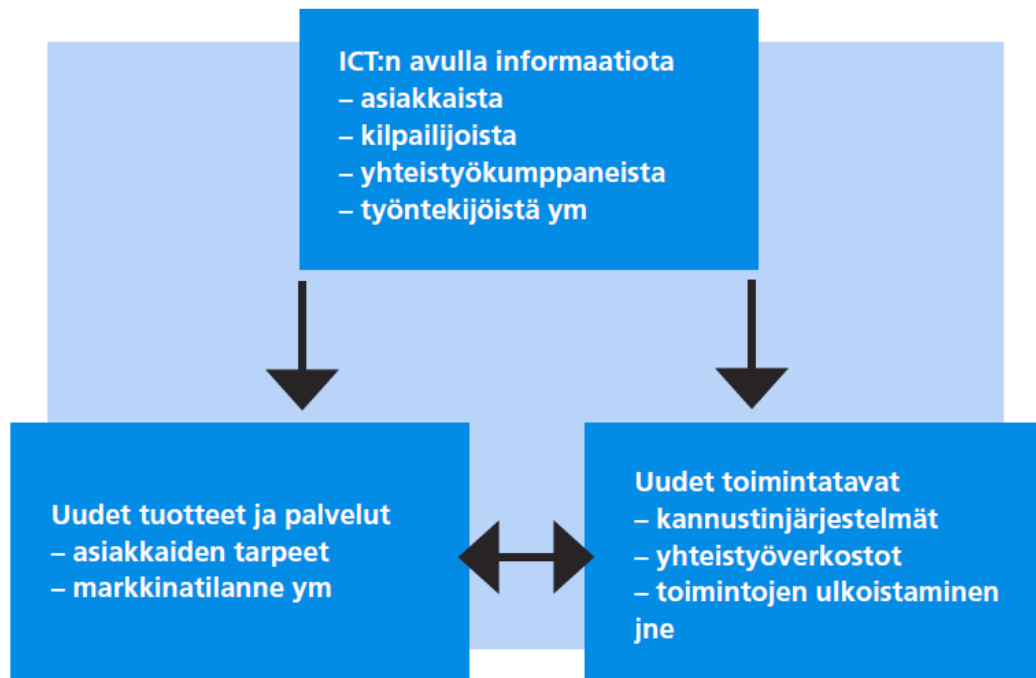 ICT:n avulla informaatiota
– asiakkaista
– kilpailijoista
– yhteistyökumppaneista
– työntekijöistä ym
Uudet tuotteet ja palvelut
– asiakkaiden tarpeet
– markkinatilanne ym
Uudet toimintatavat
– kannustinjärjestelmät
– yhteistyöverkostot
– toimintojen ulkoistaminen
jne